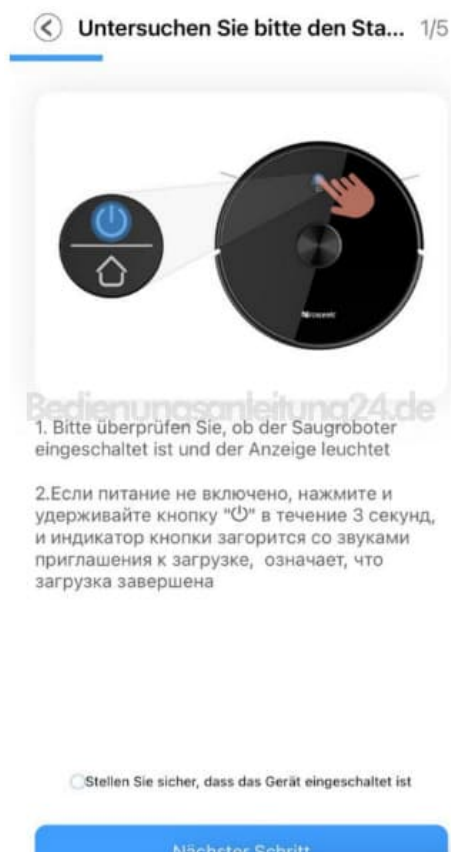 Untersuchen Sie bitte den Sta... 1/5
Bedienungsanleitung24.de
1. Bitte überprüfen Sie, ob der Saugroboter
eingeschaltet ist und der Anzeige leuchtet
2.Если питание не включено, нажмите и
удерживайте кнопку "⏻" в течение 3 секунд,
и индикатор кнопки загорится со звуками
приглашения к загрузке, означает, что
загрузка завершена
Stellen Sie sicher, dass das Gerät eingeschaltet ist
Nächster Schritt